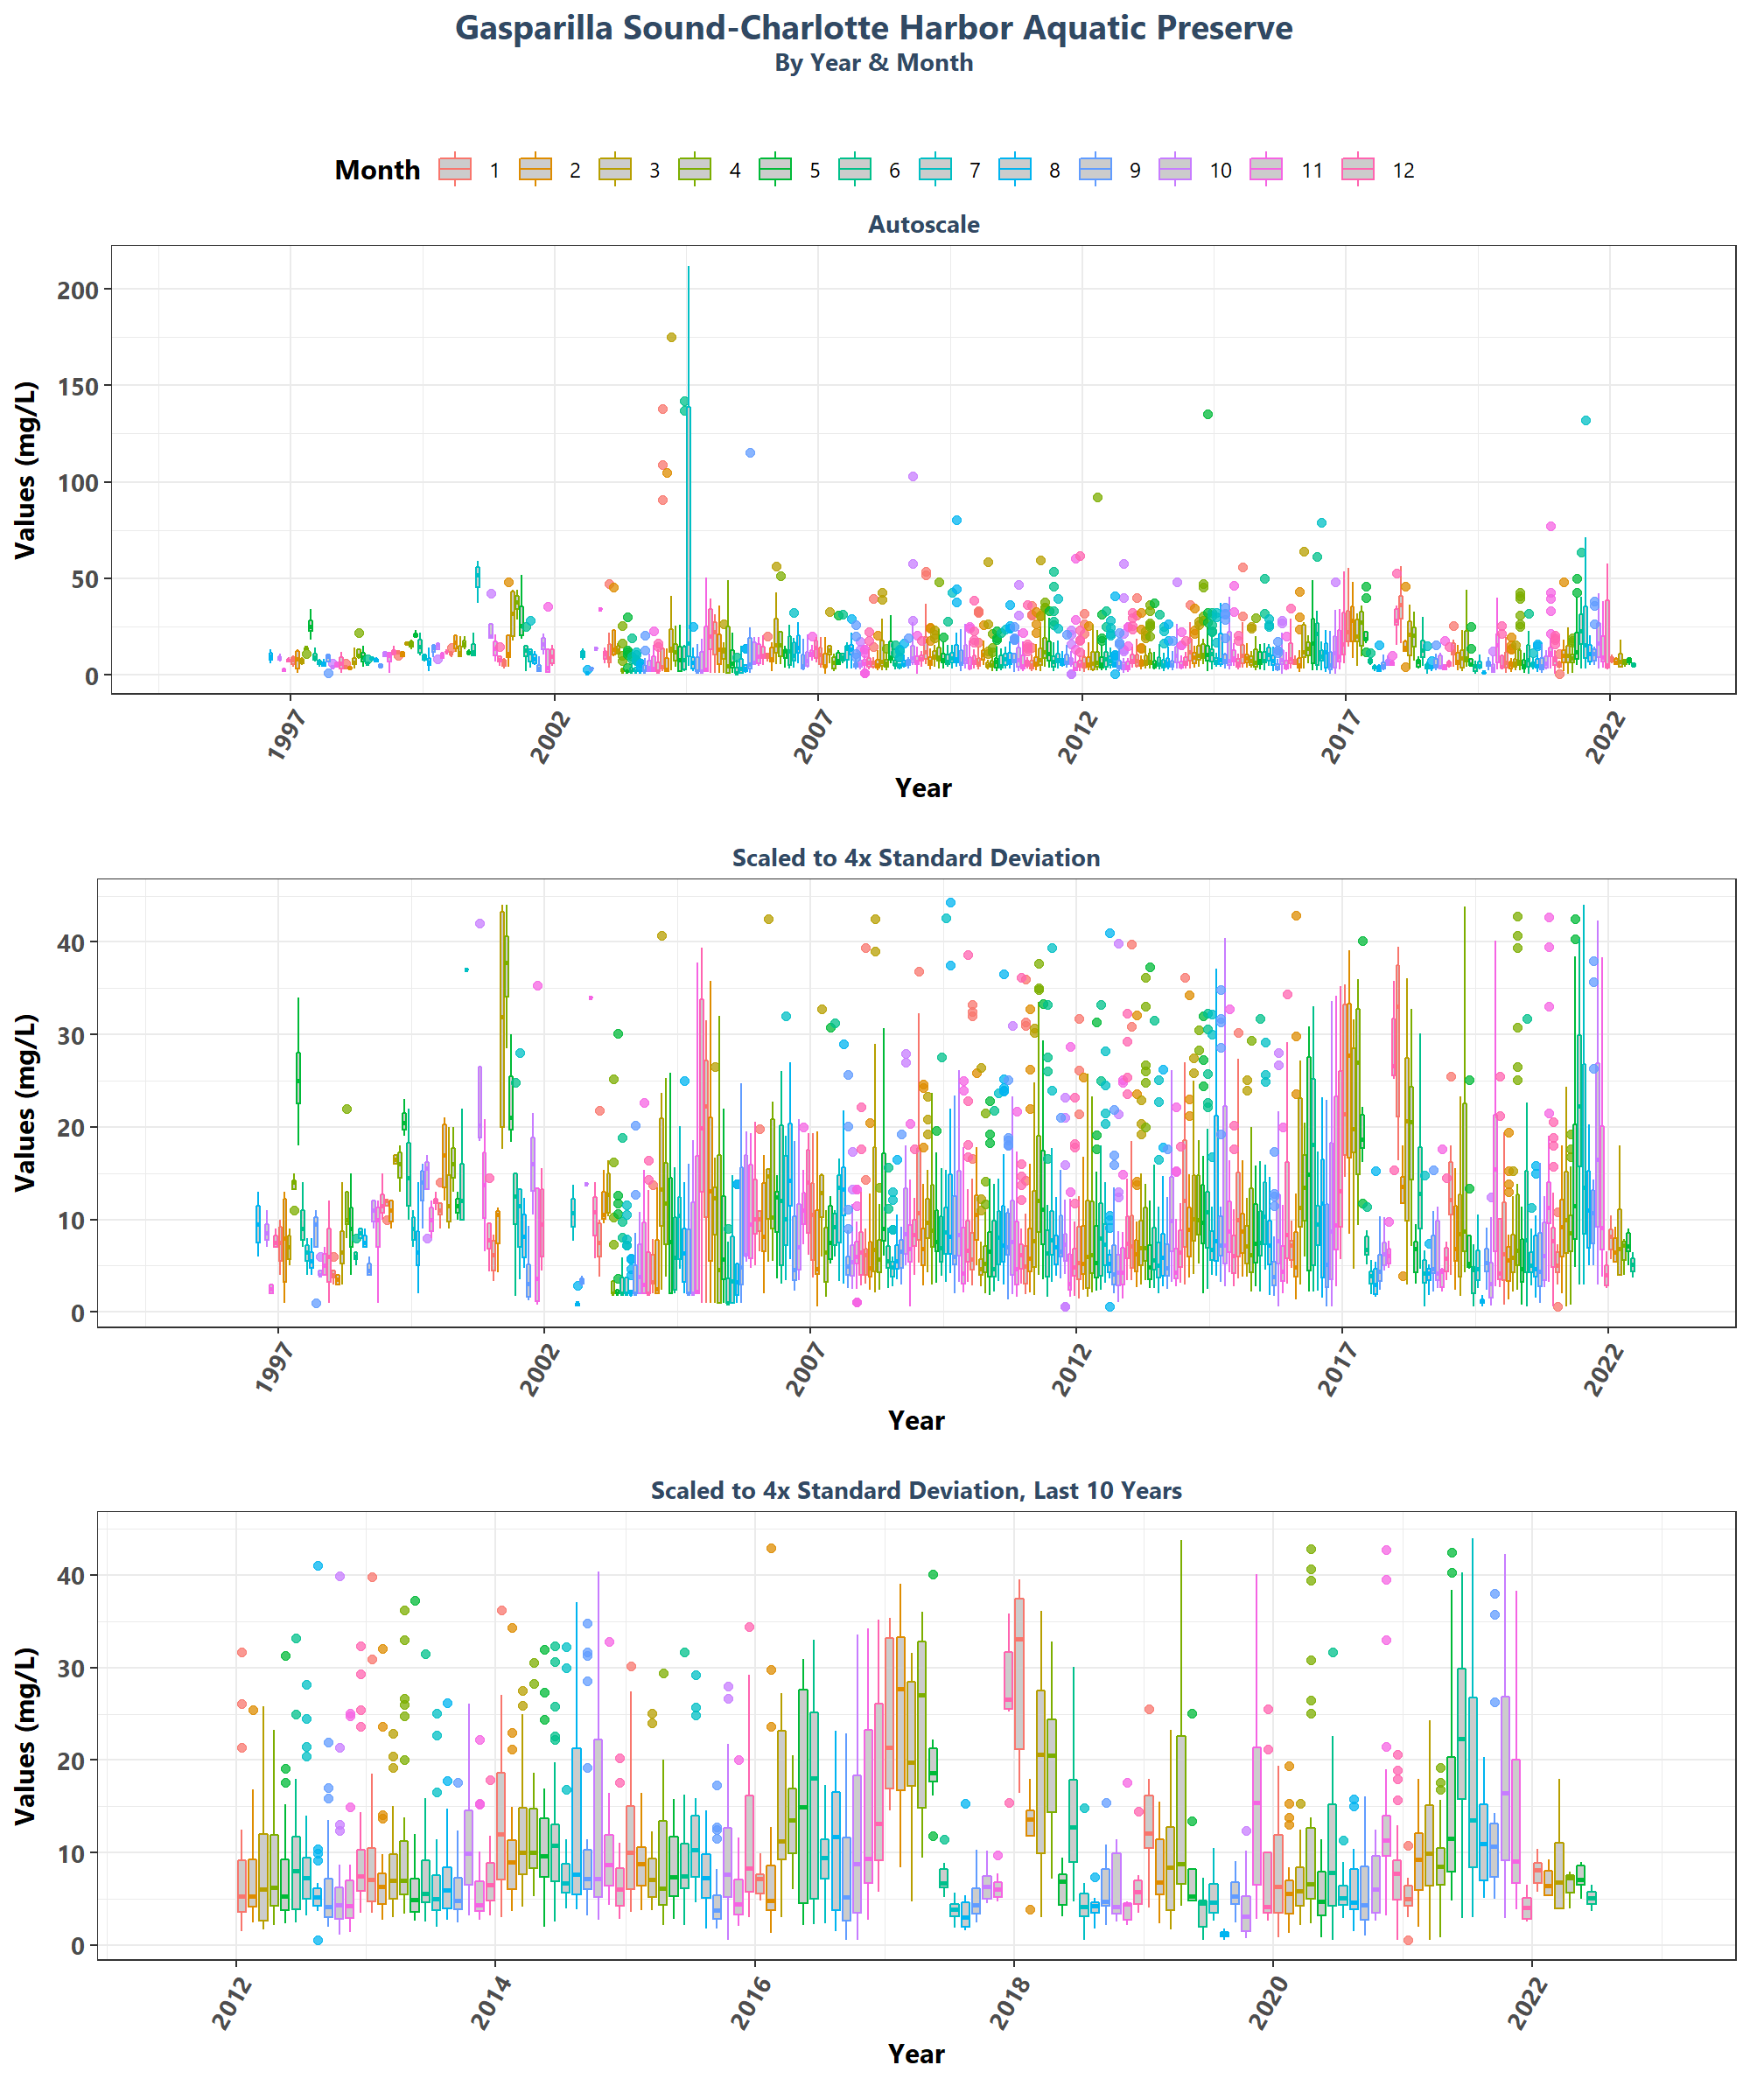 Gasparilla Sound-Charlotte Harbor Aquatic Preserve
By Year & Month
Month 1 2 3 4 5 6 7 8 9 10 11 12
Autoscale
Values (mg/L)
200
150
100
50
0
1997 2002 2007 2012 2017 2022
Year
Scaled to 4x Standard Deviation
Values (mg/L)
40
30
20
10
0
1997 2002 2007 2012 2017 2022
Year
Scaled to 4x Standard Deviation, Last 10 Years
Values (mg/L)
40
30
20
10
0
2012 2014 2016 2018 2020 2022
Year